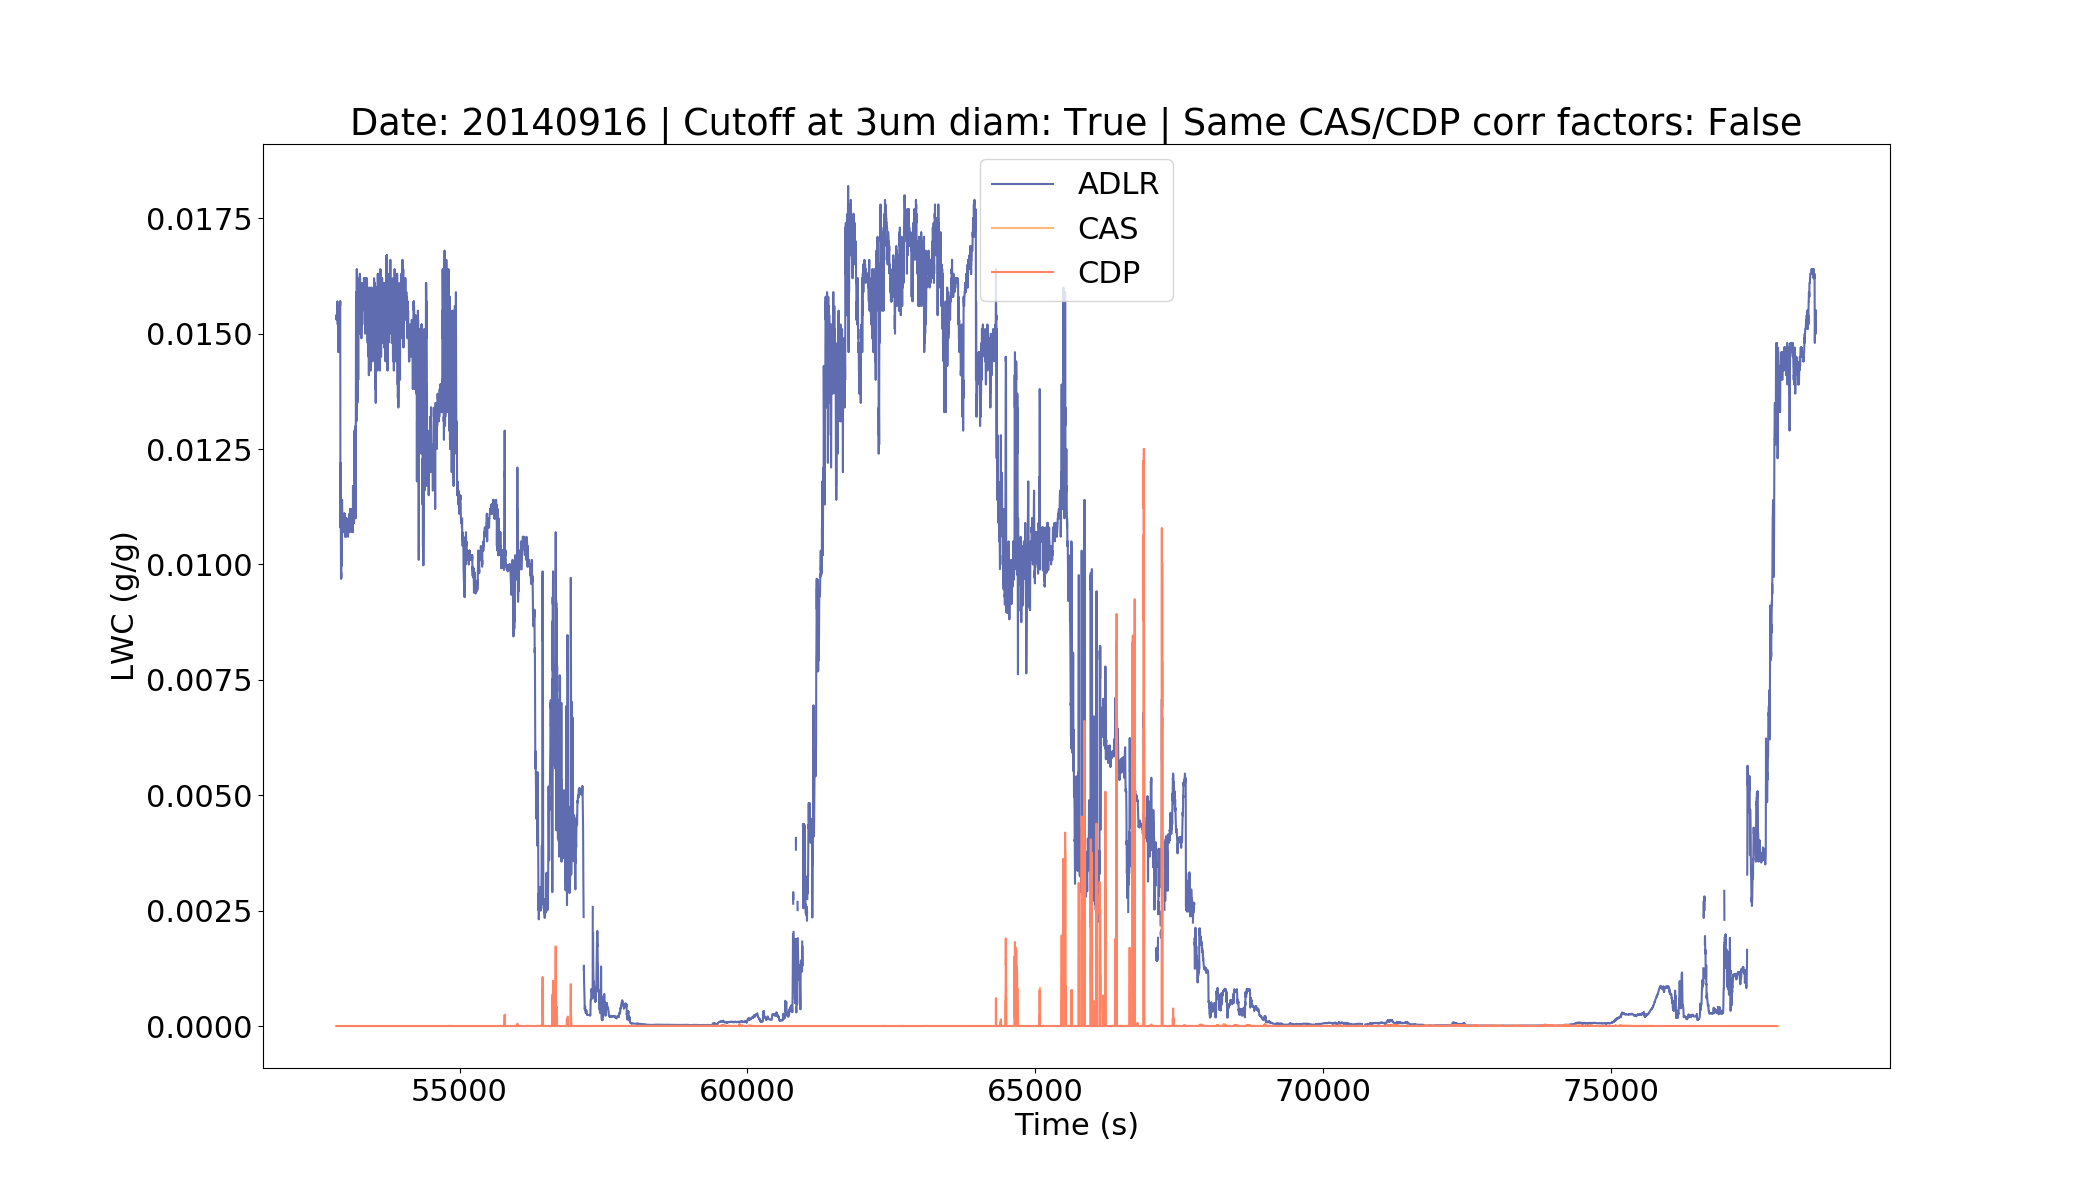 Date: 20140916 | Cutoff at 3um diam: True | Same CAS/CDP corr factors: False
ADLR
CAS
CDP
0.0175
0.0150
0.0125
0.0100
0.0075
0.0050
0.0025
0.0000
LWC (g/g)
55000 60000 65000 70000 75000
Time (s)